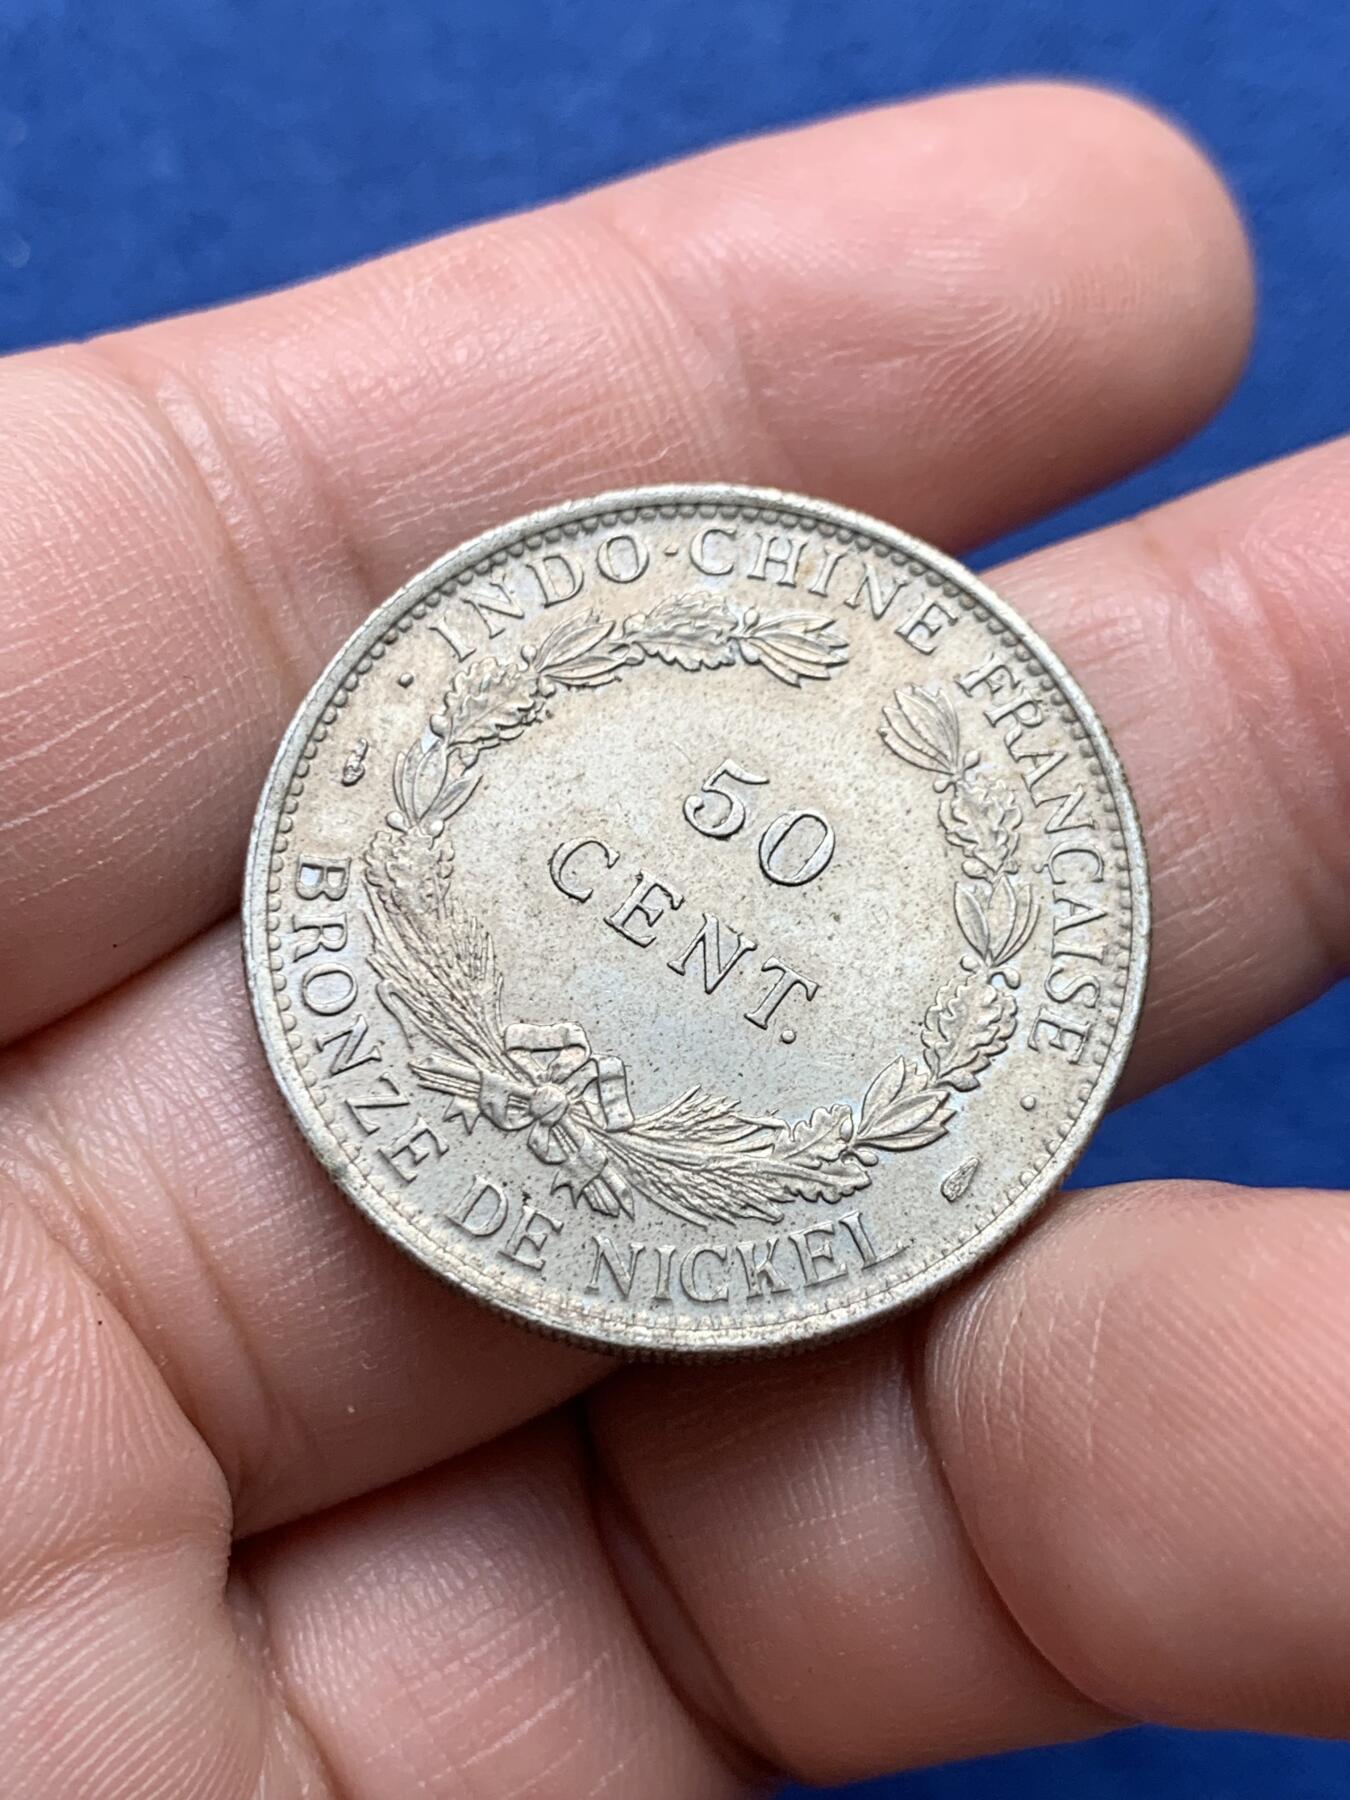 · INDO·CHINE FRANÇAISE ·
50
CENT.
BRONZE DE NICKEL